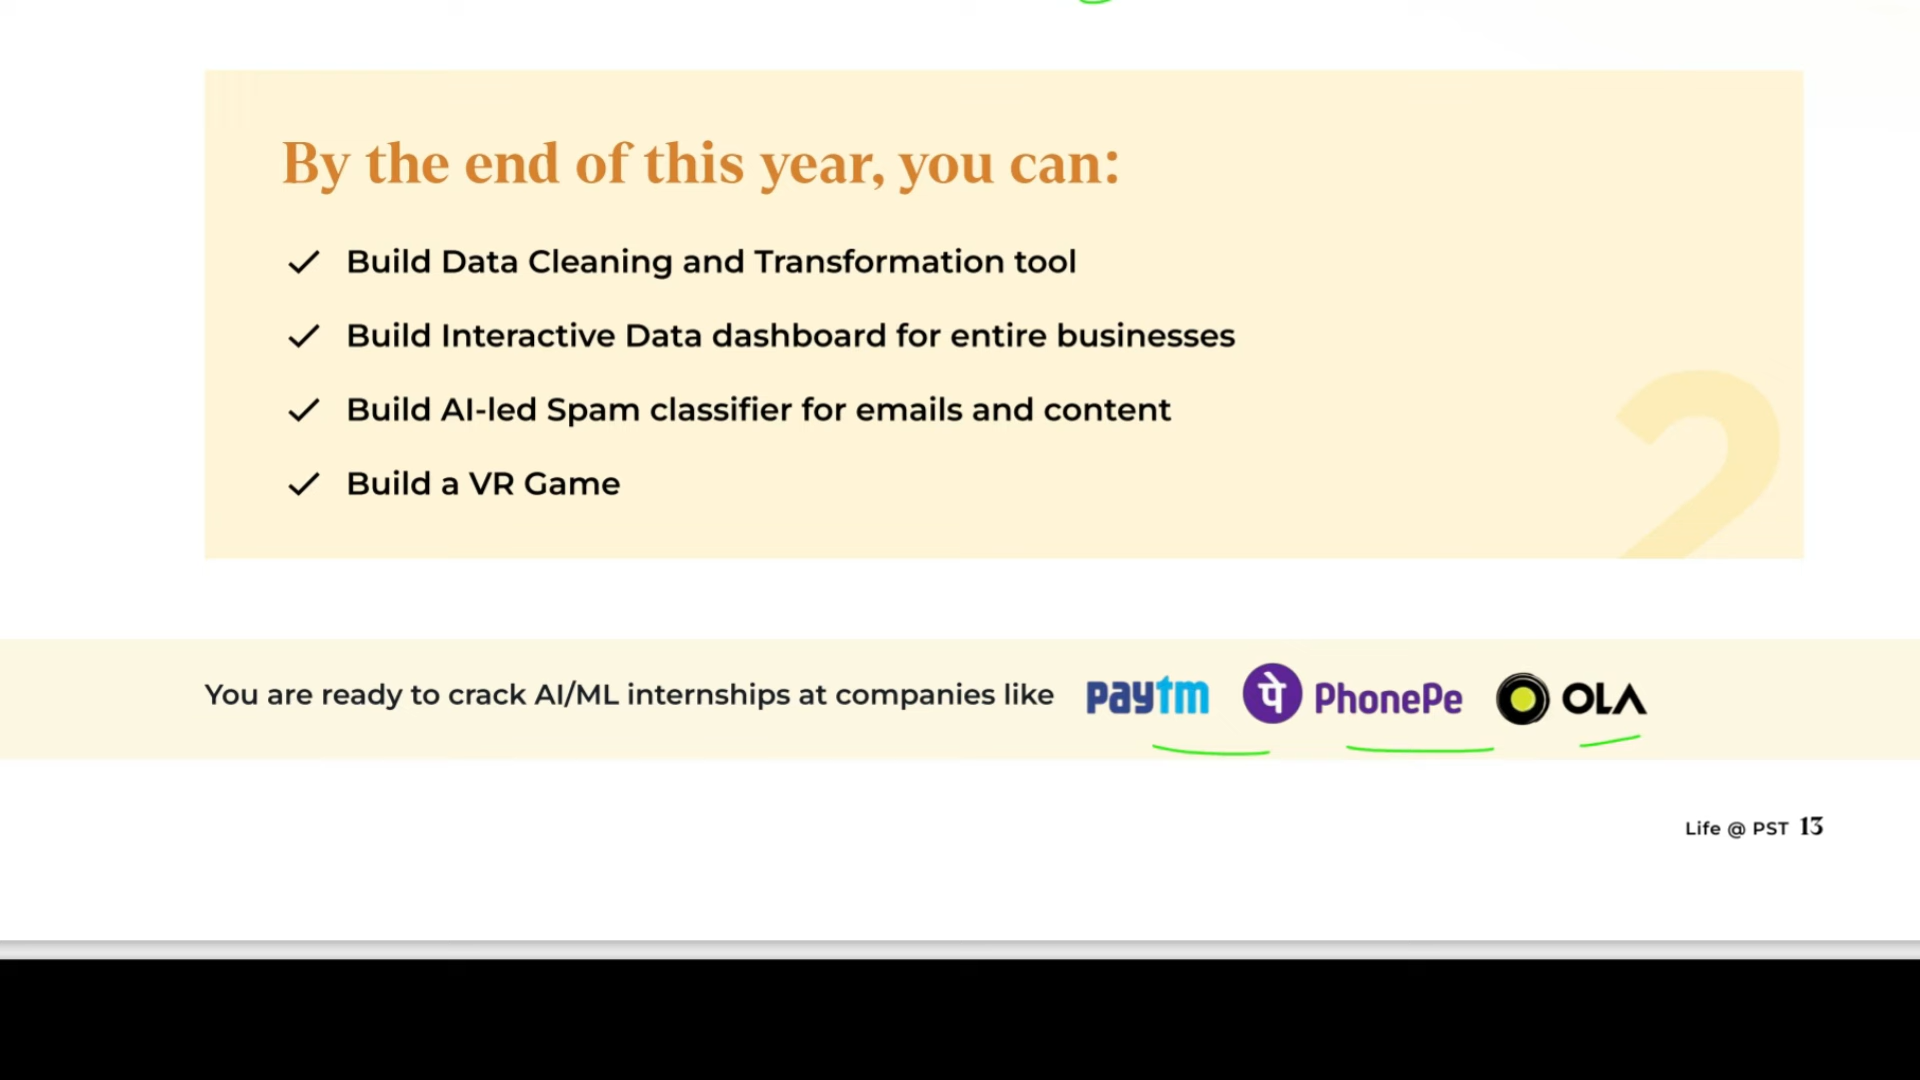 By the end of this year, you can:
Build Data Cleaning and Transformation tool
Build Interactive Data dashboard for entire businesses
Build AI-led Spam classifier for emails and content
Build a VR Game
2
You are ready to crack AI/ML internships at companies like paytm पे PhonePe OLA
Life @ PST 13